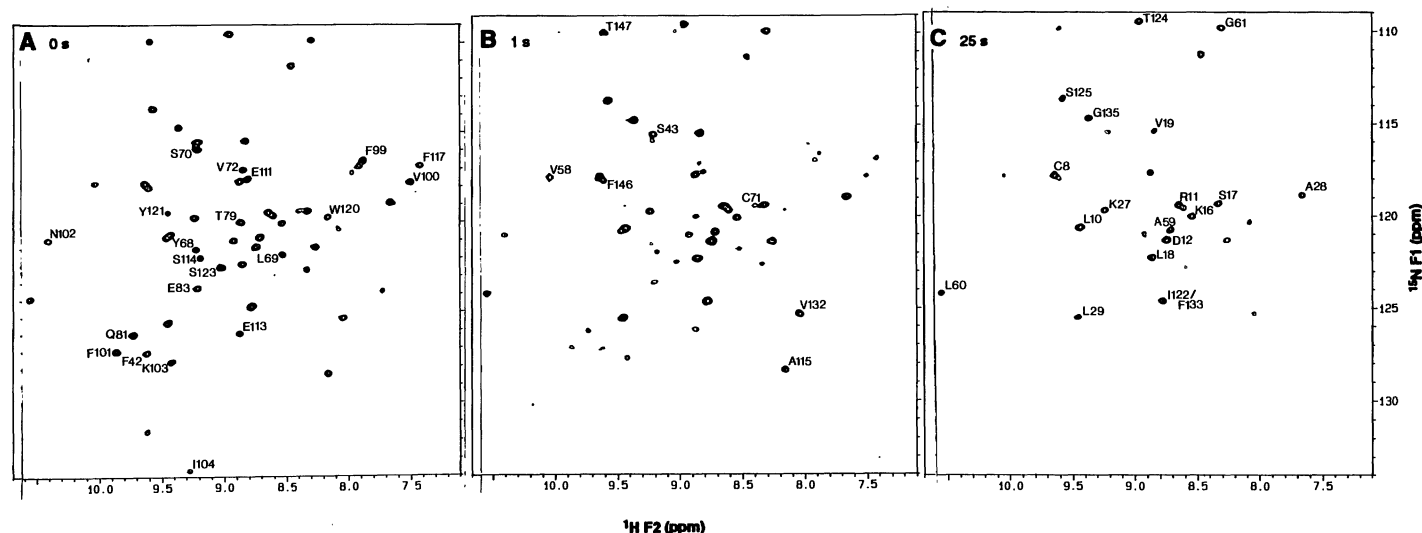 A 0 s
S70
V72
E111
F99
F117
V100
Y121
T79
W120
N102
Y68
L69
S114
S123
E83
Q81
E113
F101
F42
K103
I104
10.0 9.5 9.0 8.5 8.0 7.5
B 1 s
T147
S43
V58
F146
C71
V132
A115
10.0 9.5 9.0 8.5 8.0 7.5
¹H F2 (ppm)
C 25 s
T124
G61
S125
G135
V19
C8
K27
R11
S17
A28
K16
L10
A59
D12
L18
L60
I122/
F133
L29
10.0 9.5 9.0 8.5 8.0 7.5
110
115
120
125
130
¹⁵N F1 (ppm)